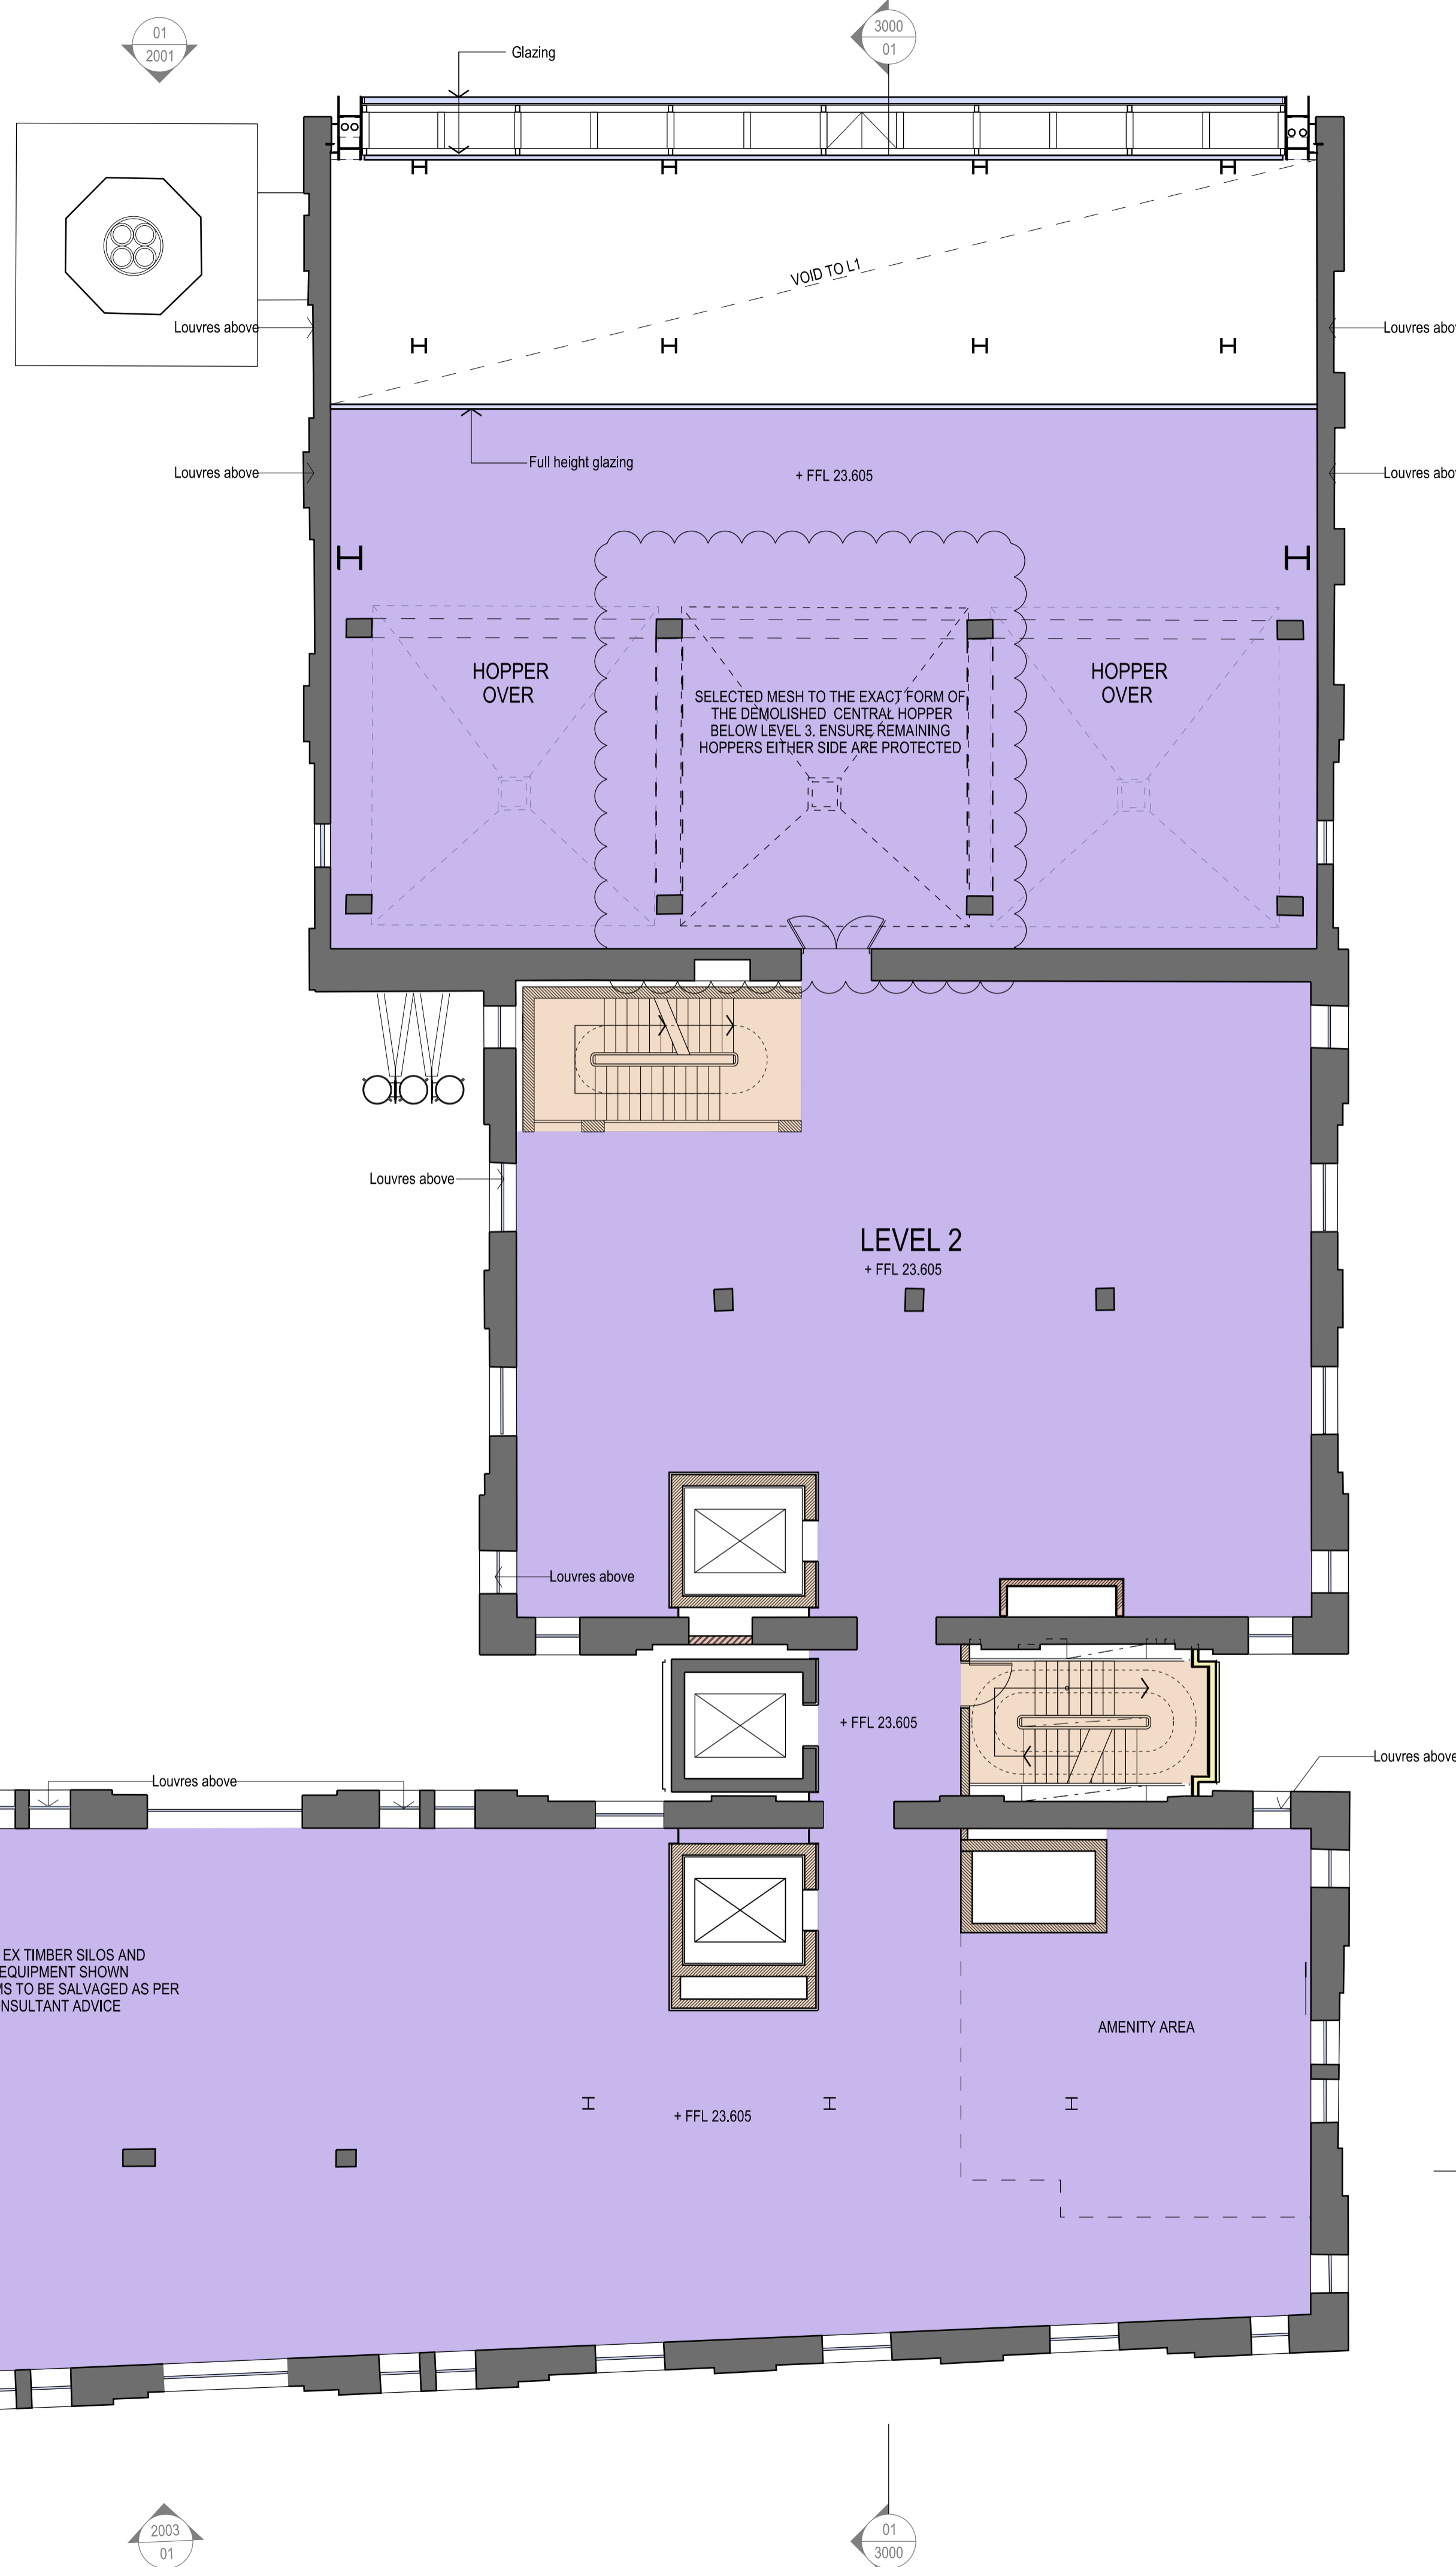 01
2001
3000
01
Glazing
VOID TO L1
Louvres above
Louvres abov
Louvres above
Louvres abov
Full height glazing
+ FFL 23.605
HOPPER
OVER
HOPPER
OVER
SELECTED MESH TO THE EXACT FORM OF
THE DEMOLISHED CENTRAL HOPPER
BELOW LEVEL 3. ENSURE REMAINING
HOPPERS EITHER SIDE ARE PROTECTED
Louvres above
LEVEL 2
+ FFL 23.605
Louvres above
+ FFL 23.605
Louvres above
Louvres above
EX TIMBER SILOS AND
EQUIPMENT SHOWN
MS TO BE SALVAGED AS PER
NSULTANT ADVICE
AMENITY AREA
+ FFL 23.605
2003
01
01
3000